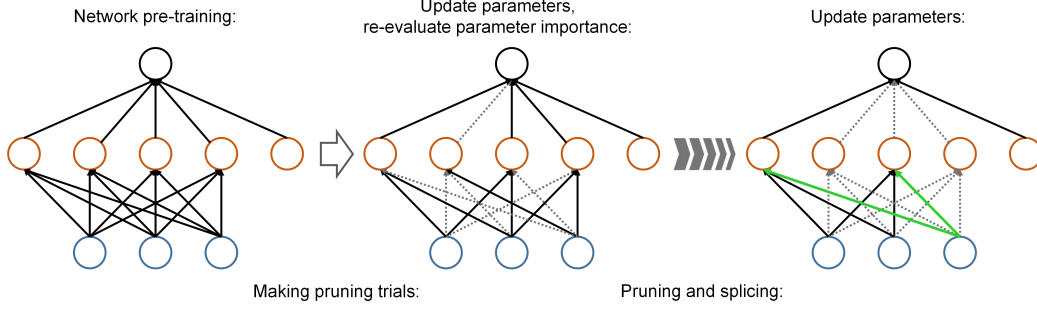 Network pre-training:
Update parameters,
re-evaluate parameter importance:
Update parameters:
Making pruning trials:
Pruning and splicing: